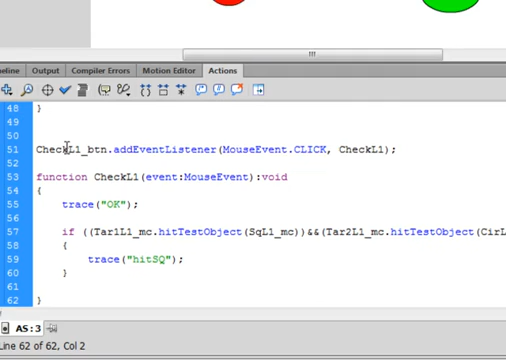 eline Output Compiler Errors Motion Editor Actions
48 }
49
50
51 CheckL1_btn.addEventListener(MouseEvent.CLICK, CheckL1);
52
53 function CheckL1(event:MouseEvent):void
54 {
55 trace("OK");
56
57 if ((Tar1L1_mc.hitTestObject(SqL1_mc))&&(Tar2L1_mc.hitTestObject(CirL
58 {
59 trace("hitSQ");
60 }
61
62 }
AS:3
Line 62 of 62, Col 2